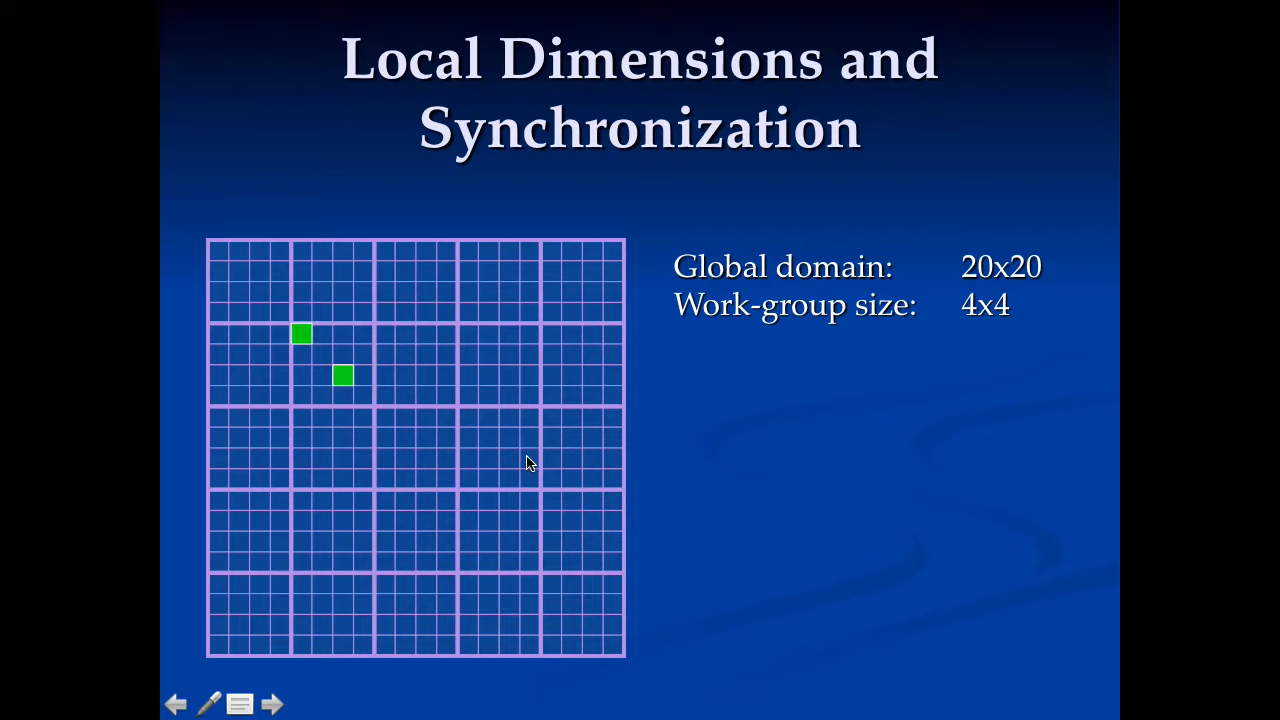 Local Dimensions and
Synchronization
Global domain: 20x20
Work-group size: 4x4